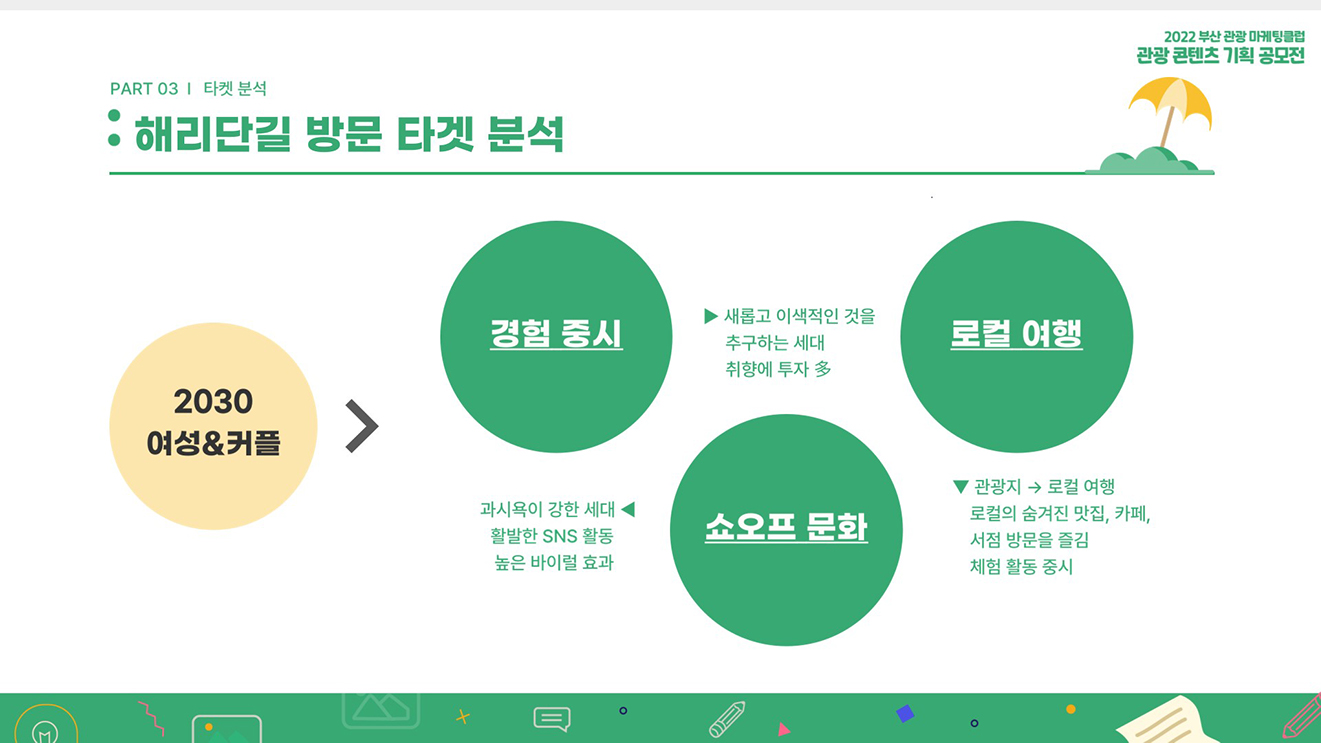 2022 부산 관광 마케팅클럽
관광 콘텐츠 기획 공모전
PART 03 I 타켓 분석
: 해리단길 방문 타겟 분석
2030
여성&커플
경험 중시
▶ 새롭고 이색적인 것을
추구하는 세대
취향에 투자 多
로컬 여행
과시욕이 강한 세대 ◀
활발한 SNS 활동
높은 바이럴 효과
쇼오프 문화
▼ 관광지 → 로컬 여행
로컬의 숨겨진 맛집, 카페,
서점 방문을 즐김
체험 활동 중시